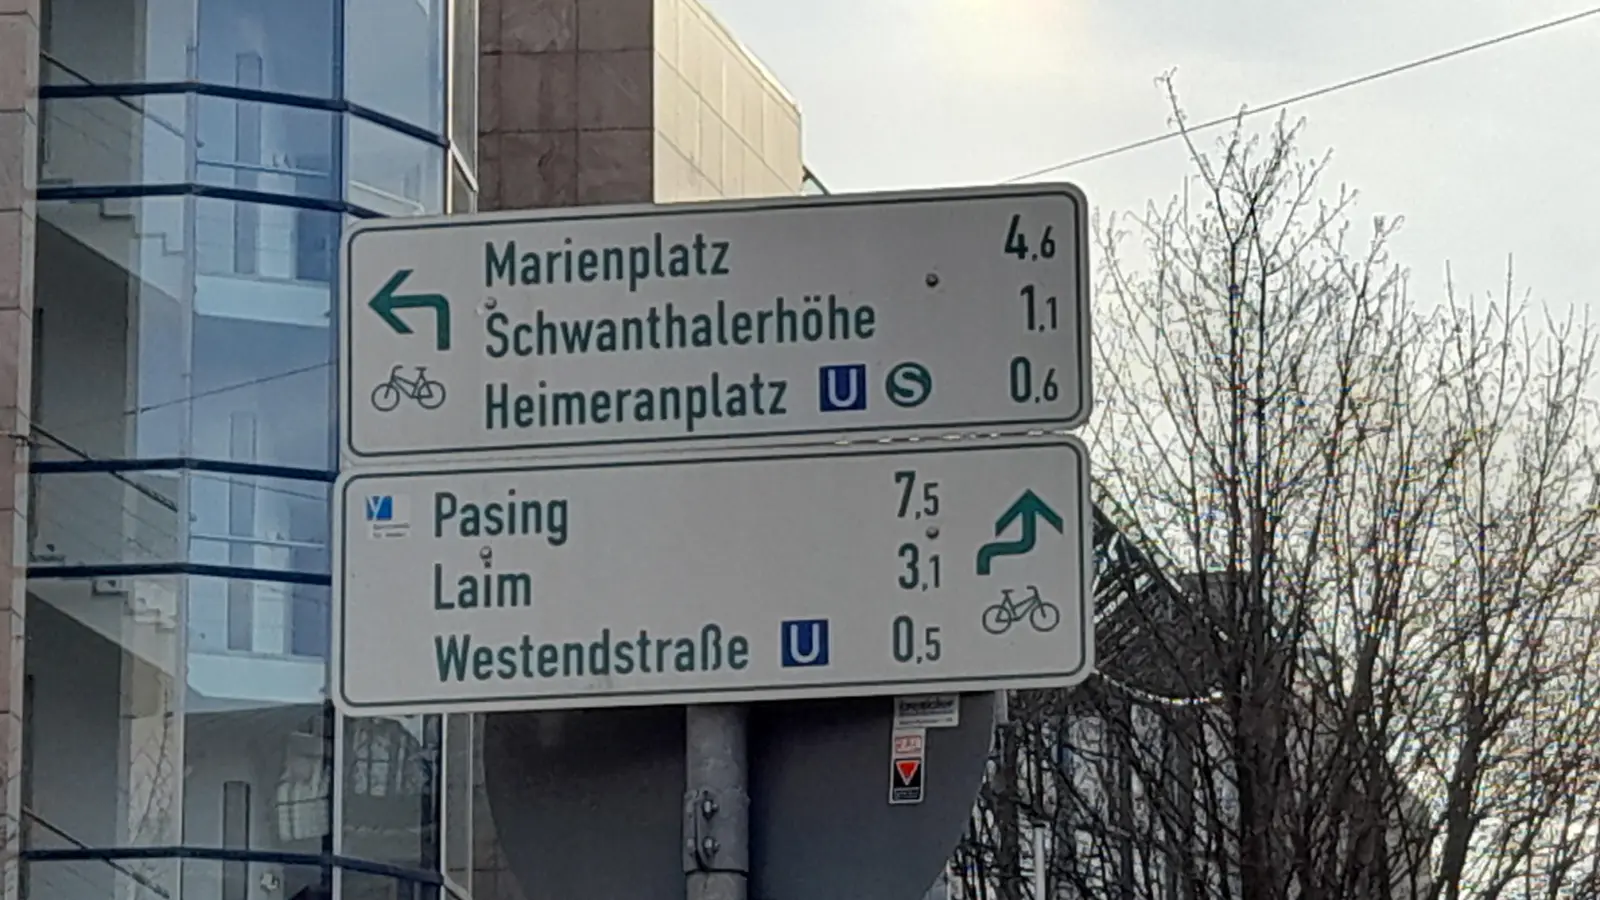 Marienplatz 4,6
Schwanthalerhöhe 1,1
Heimeranplatz U S 0,6
Pasing 7,5
Laim 3,1
Westendstraße U 0,5